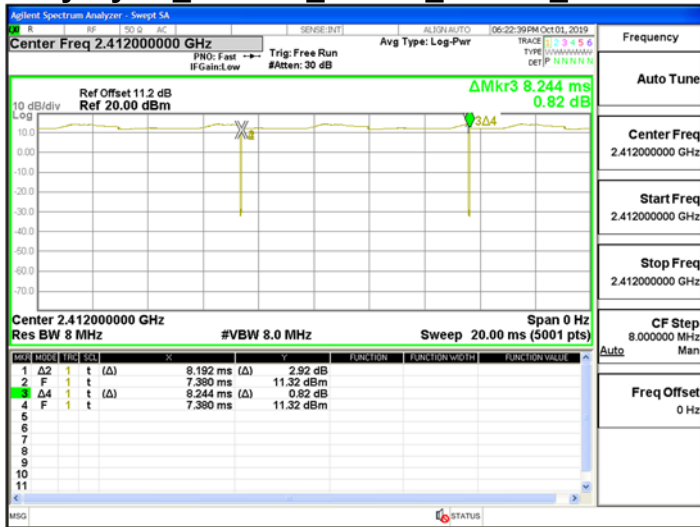 Agilent Spectrum Analyzer - Swept SA
R RF 50 Ω AC SENSE:INT ALIGN AUTO 06:22:39 PM Oct 01, 2019
Center Freq 2.412000000 GHz
PNO: Fast
IFGain:Low
Trig: Free Run
#Atten: 30 dB
Avg Type: Log-Pwr
TRACE 1 2 3 4 5 6
TYPE
DET P N N N N N
Ref Offset 11.2 dB
10 dB/div Ref 20.00 dBm
Log
ΔMkr3 8.244 ms
0.82 dB
10.0
0.00
-10.0
-20.0
-30.0
-40.0
-50.0
-60.0
-70.0
3Δ4
Center 2.412000000 GHz Span 0 Hz
Res BW 8 MHz #VBW 8.0 MHz Sweep 20.00 ms (5001 pts)
MKR MODE TRC SCL X Y FUNCTION FUNCTION WIDTH FUNCTION VALUE
1 Δ2 1 t (Δ) 8.192 ms (Δ) 2.92 dB
2 F 1 t 7.380 ms 11.32 dBm
3 Δ4 1 t (Δ) 8.244 ms (Δ) 0.82 dB
4 F 1 t 7.380 ms 11.32 dBm
5
6
7
8
9
10
11
MSG STATUS
Frequency
Auto Tune
Center Freq
2.412000000 GHz
Start Freq
2.412000000 GHz
Stop Freq
2.412000000 GHz
CF Step
8.000000 MHz
Auto Man
Freq Offset
0 Hz